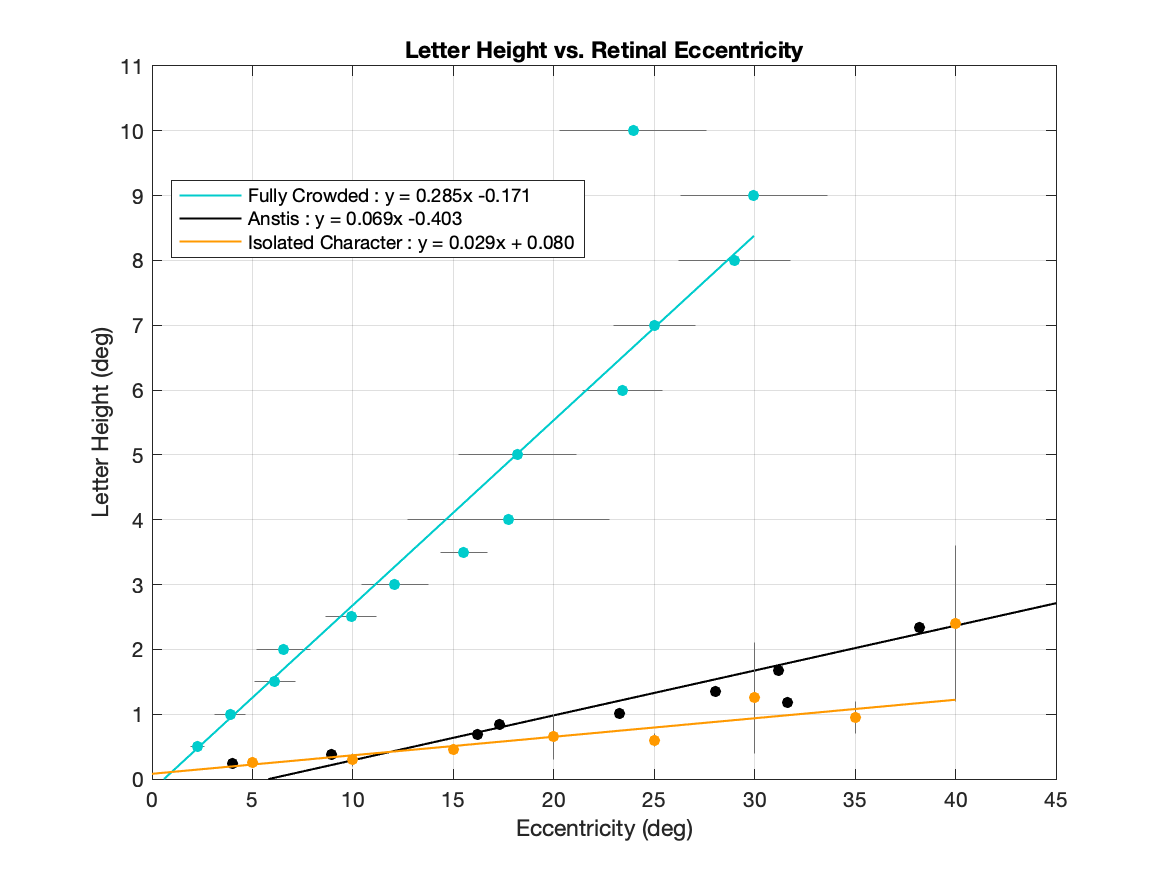 Letter Height vs. Retinal Eccentricity
11
10
9
8
7
6
5
4
3
2
1
0
Letter Height (deg)
Fully Crowded : y = 0.285x -0.171
Anstis : y = 0.069x -0.403
Isolated Character : y = 0.029x + 0.080
0 5 10 15 20 25 30 35 40 45
Eccentricity (deg)